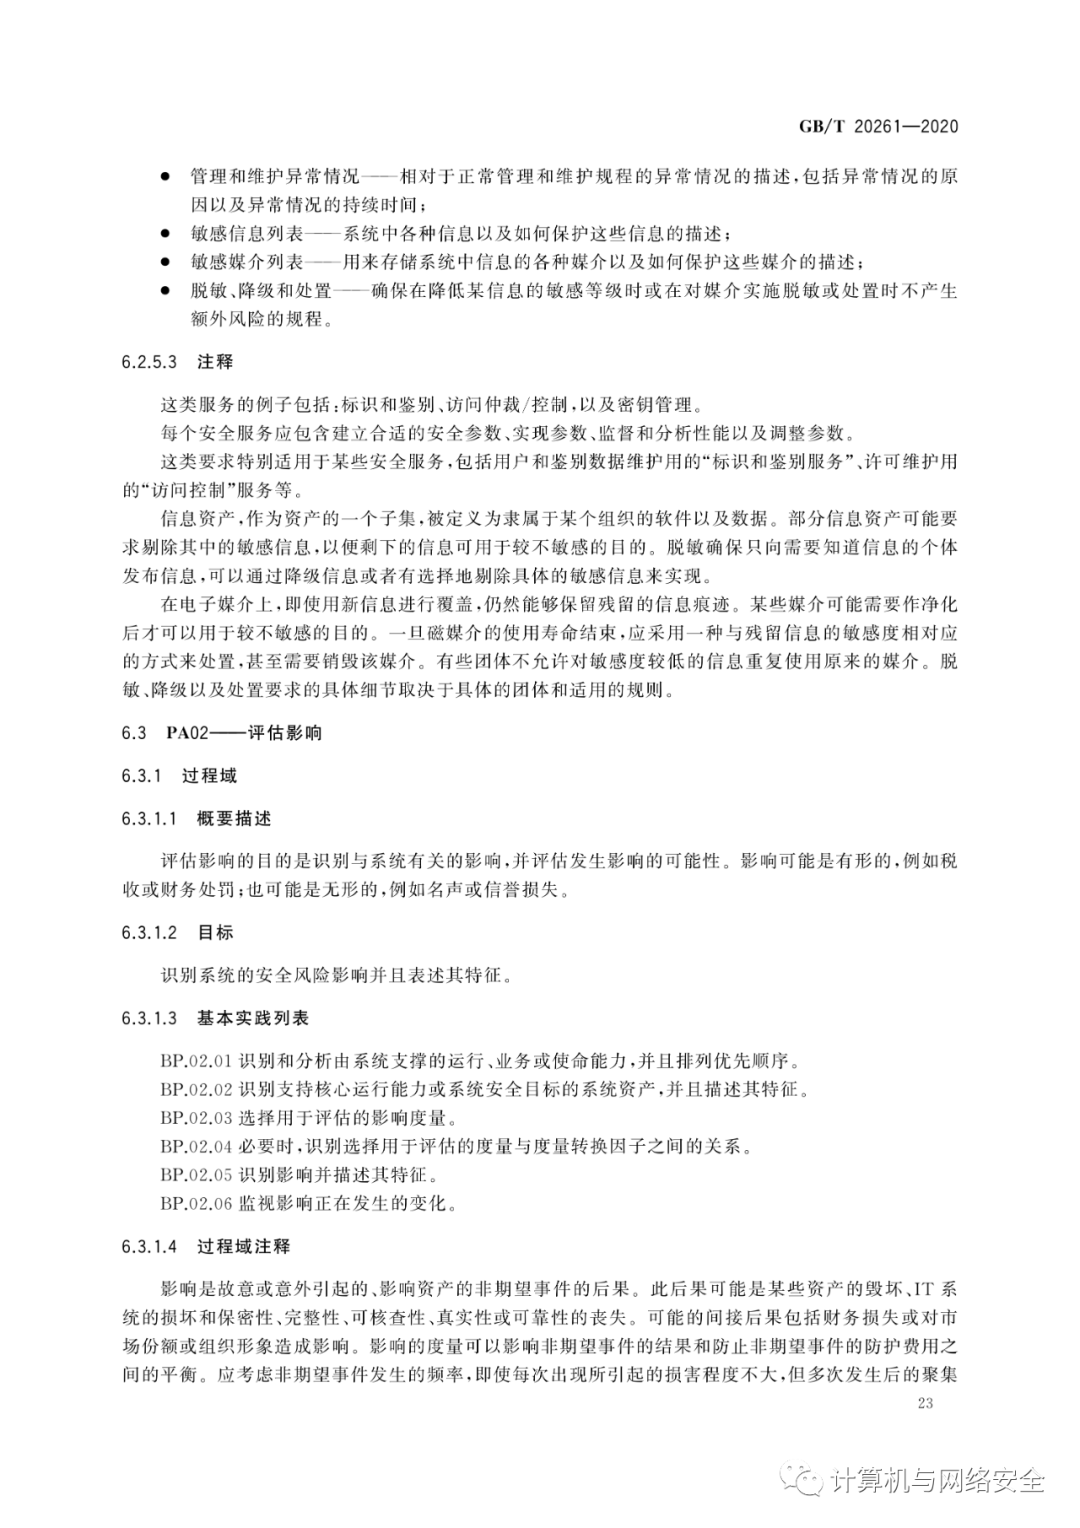 GB/T 20261—2020
● 管理和维护异常情况——相对于正常管理和维护规程的异常情况的描述,包括异常情况的原
因以及异常情况的持续时间;
● 敏感信息列表——系统中各种信息以及如何保护这些信息的描述;
● 敏感媒介列表——用来存储系统中信息的各种媒介以及如何保护这些媒介的描述;
● 脱敏、降级和处置——确保在降低某信息的敏感等级时或在对媒介实施脱敏或处置时不产生
额外风险的规程。
6.2.5.3 注释
这类服务的例子包括:标识和鉴别、访问仲裁/控制,以及密钥管理。
每个安全服务应包含建立合适的安全参数、实现参数、监督和分析性能以及调整参数。
这类要求特别适用于某些安全服务,包括用户和鉴别数据维护用的“标识和鉴别服务”、许可维护用
的“访问控制”服务等。
信息资产,作为资产的一个子集,被定义为隶属于某个组织的软件以及数据。部分信息资产可能要
求剔除其中的敏感信息,以便剩下的信息可用于较不敏感的目的。脱敏确保只向需要知道信息的个体
发布信息,可以通过降级信息或者有选择地剔除具体的敏感信息来实现。
在电子媒介上,即使用新信息进行覆盖,仍然能够保留残留的信息痕迹。某些媒介可能需要作净化
后才可以用于较不敏感的目的。一旦磁媒介的使用寿命结束,应采用一种与残留信息的敏感度相对应
的方式来处置,甚至需要销毁该媒介。有些团体不允许对敏感度较低的信息重复使用原来的媒介。脱
敏、降级以及处置要求的具体细节取决于具体的团体和适用的规则。
6.3 PA02——评估影响
6.3.1 过程域
6.3.1.1 概要描述
评估影响的目的是识别与系统有关的影响,并评估发生影响的可能性。影响可能是有形的,例如税
收或财务处罚;也可能是无形的,例如名声或信誉损失。
6.3.1.2 目标
识别系统的安全风险影响并且表述其特征。
6.3.1.3 基本实践列表
BP.02.01 识别和分析由系统支撑的运行、业务或使命能力,并且排列优先顺序。
BP.02.02 识别支持核心运行能力或系统安全目标的系统资产,并且描述其特征。
BP.02.03 选择用于评估的影响度量。
BP.02.04 必要时,识别选择用于评估的度量与度量转换因子之间的关系。
BP.02.05 识别影响并描述其特征。
BP.02.06 监视影响正在发生的变化。
6.3.1.4 过程域注释
影响是故意或意外引起的、影响资产的非期望事件的后果。此后果可能是某些资产的毁坏、IT 系
统的损坏和保密性、完整性、可核查性、真实性或可靠性的丧失。可能的间接后果包括财务损失或对市
场份额或组织形象造成影响。影响的度量可以影响非期望事件的结果和防止非期望事件的防护费用之
间的平衡。应考虑非期望事件发生的频率,即使每次出现所引起的损害程度不大,但多次发生后的聚集
23
计算机与网络安全